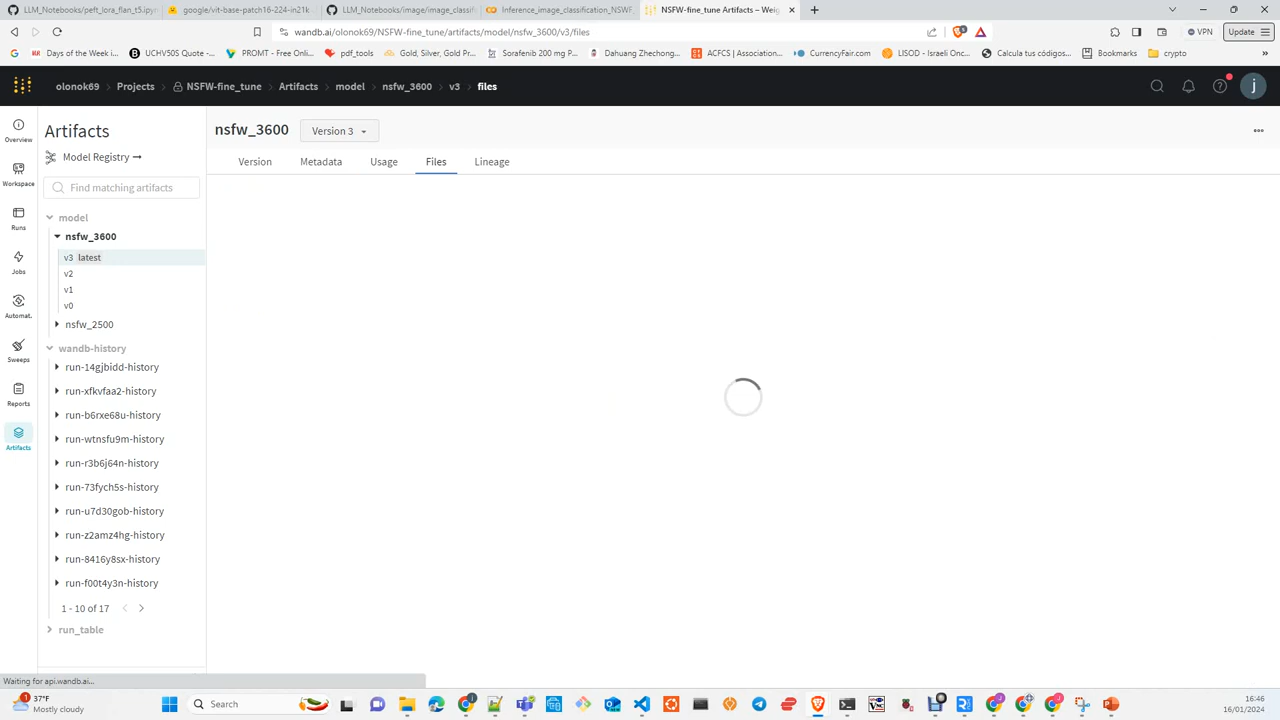 LLM_Notebooks/peft_lora_flan_t5.ipyn
google/vit-base-patch16-224-in21k
LLM_Notebooks/image/image_classifi
Inference_image_classification_NSWF
NSFW-fine_tune Artifacts – Weig
wandb.ai/olonok69/NSFW-fine_tune/artifacts/model/nsfw_3600/v3/files
VPN
Update
Days of the Week i...
UCHV50S Quote -...
PROMT - Free Onli...
pdf_tools
Gold, Silver, Gold Pr...
Sorafenib 200 mg P...
Dahuang Zhechong...
ACFCS | Association...
CurrencyFair.com
LISOD - Israeli Onc...
Calcula tus códigos...
Bookmarks
crypto
»
olonok69 > Projects > NSFW-fine_tune > Artifacts > model > nsfw_3600 > v3 > files
j
Artifacts
nsfw_3600
Version 3
Overview
Model Registry
Version
Metadata
Usage
Files
Lineage
Workspace
Find matching artifacts
model
Runs
nsfw_3600
v3 latest
Jobs
v2
v1
v0
Automat.
nsfw_2500
wandb-history
Sweeps
run-14gjbidd-history
run-xfkvfaa2-history
Reports
run-b6rxe68u-history
run-wtnsfu9m-history
Artifacts
run-r3b6j64n-history
run-73fych5s-history
run-u7d30gob-history
run-z2amz4hg-history
run-8416y8sx-history
run-f00t4y3n-history
1 - 10 of 17
run_table
Waiting for api.wandb.ai...
1
37°F
Mostly cloudy
Search
16:46
16/01/2024